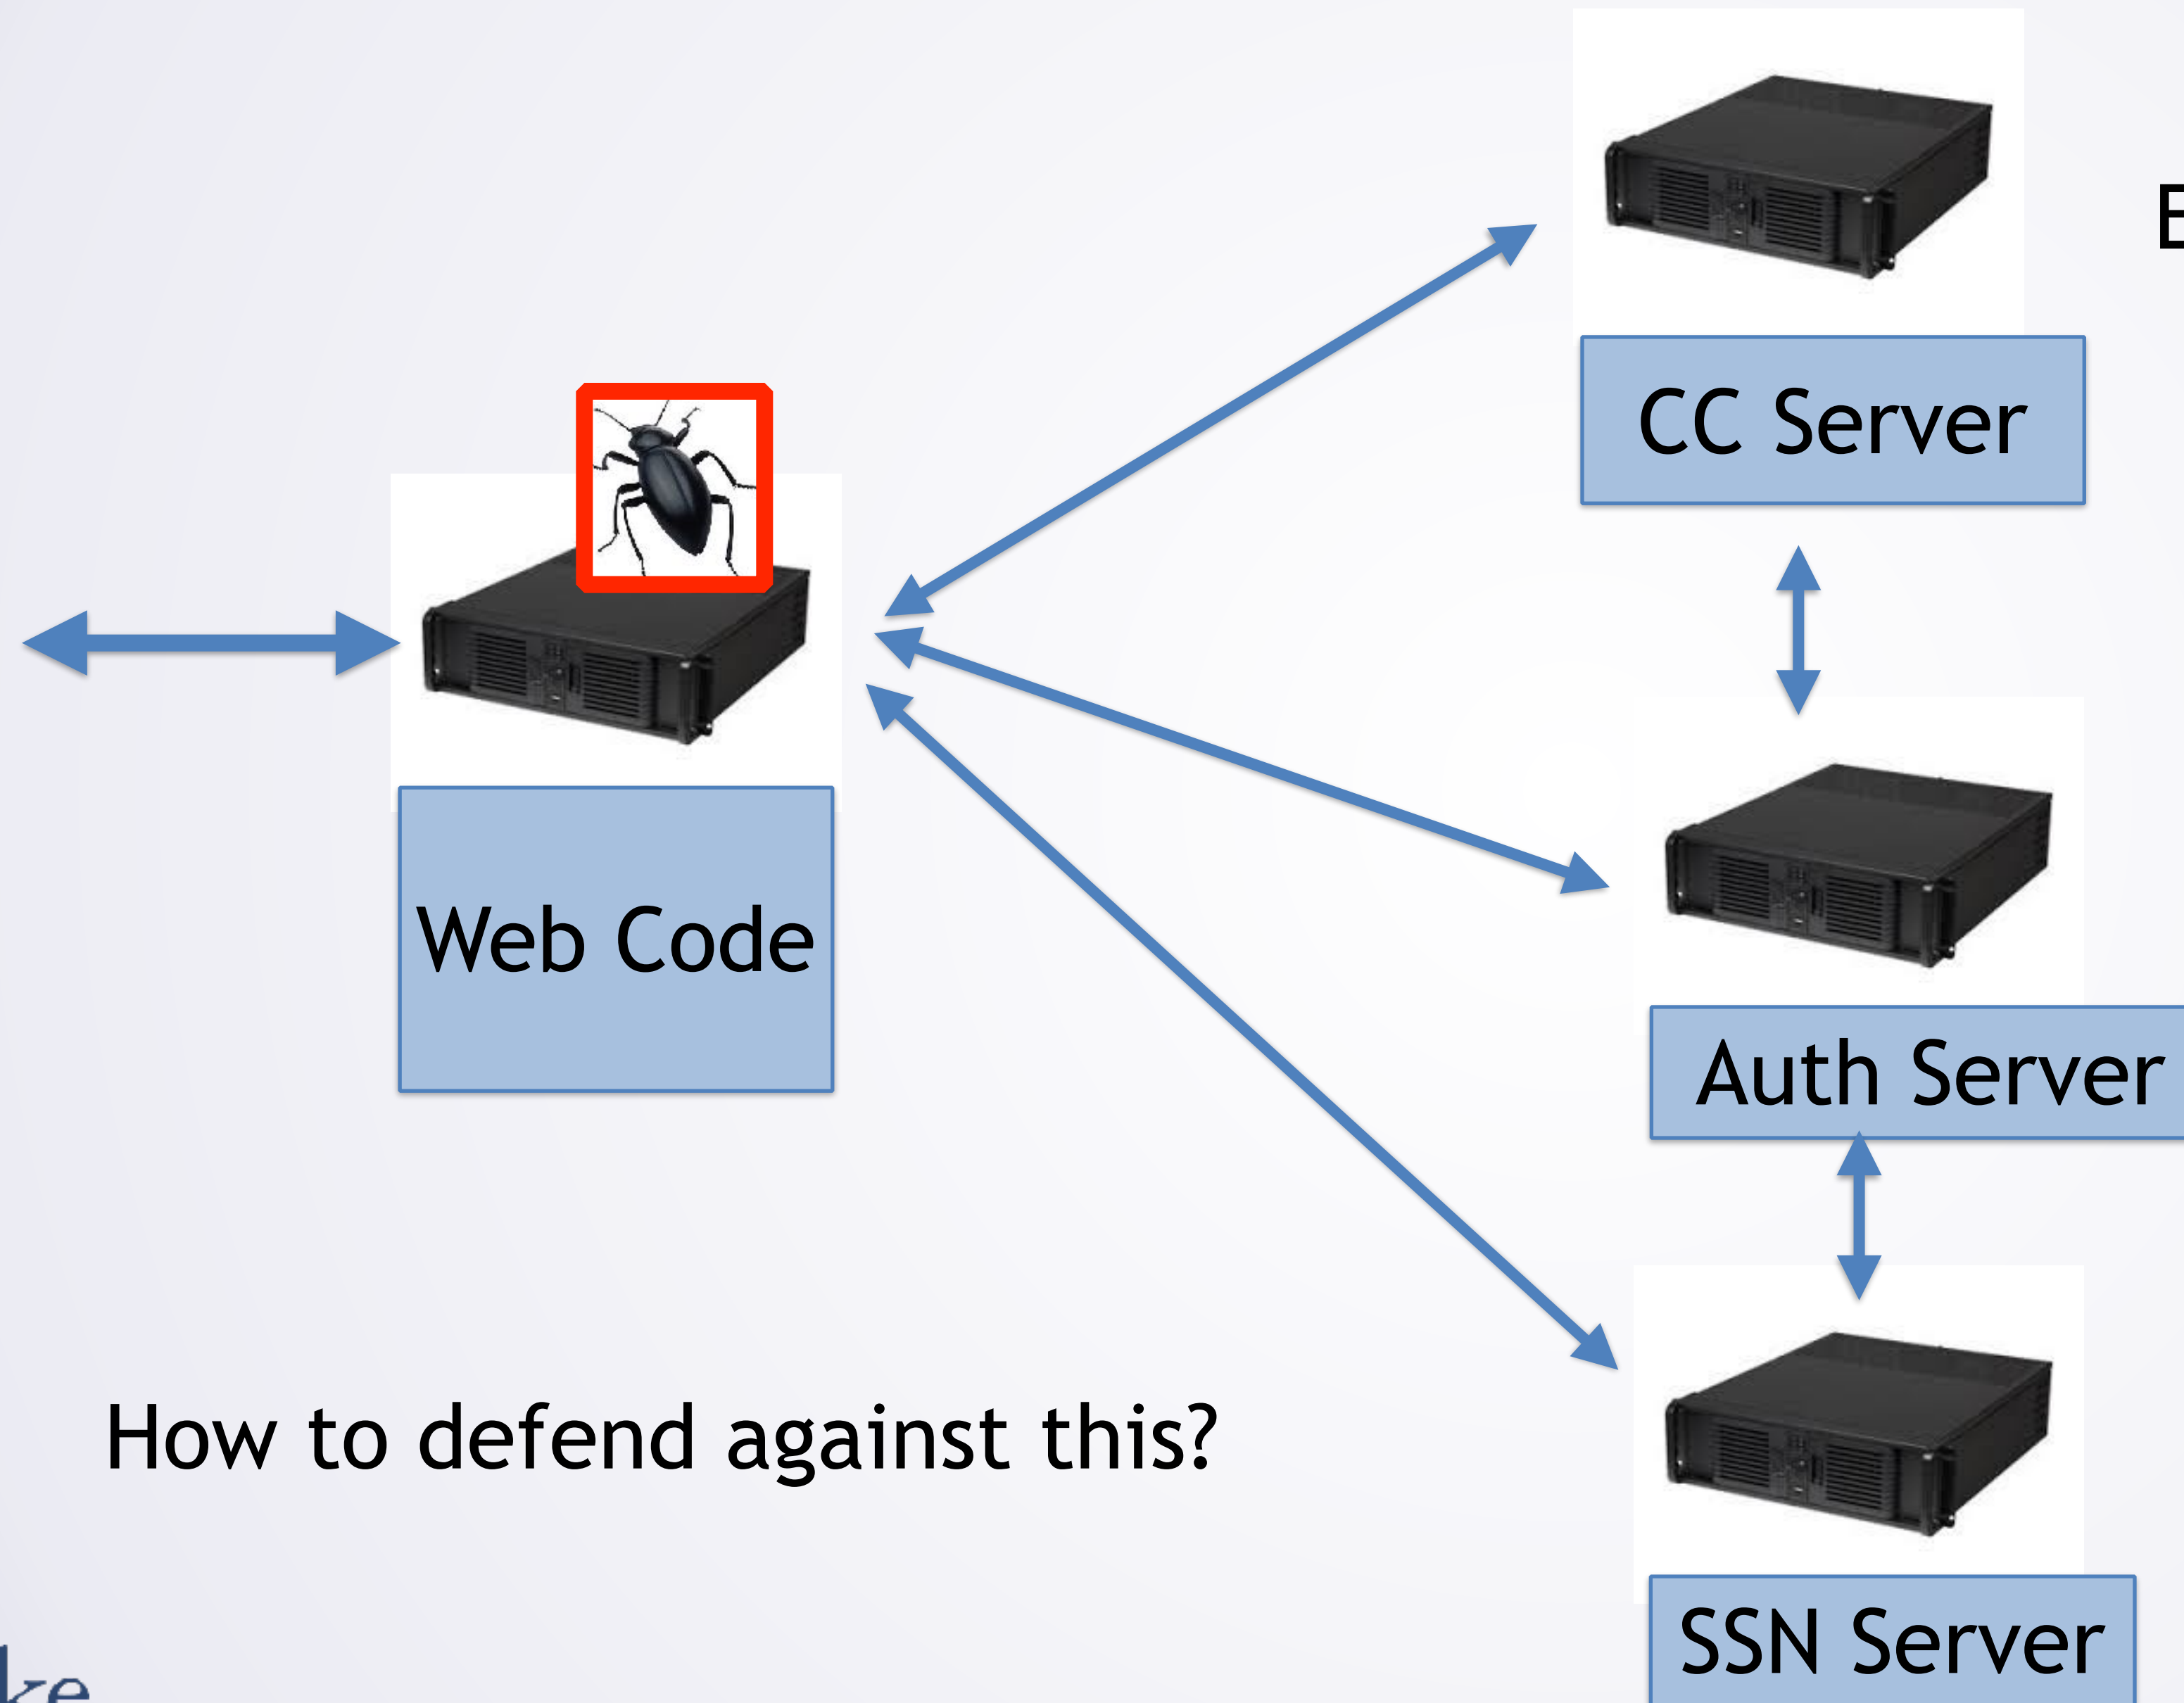 CC Server
Web Code
Auth Server
How to defend against this?
SSN Server